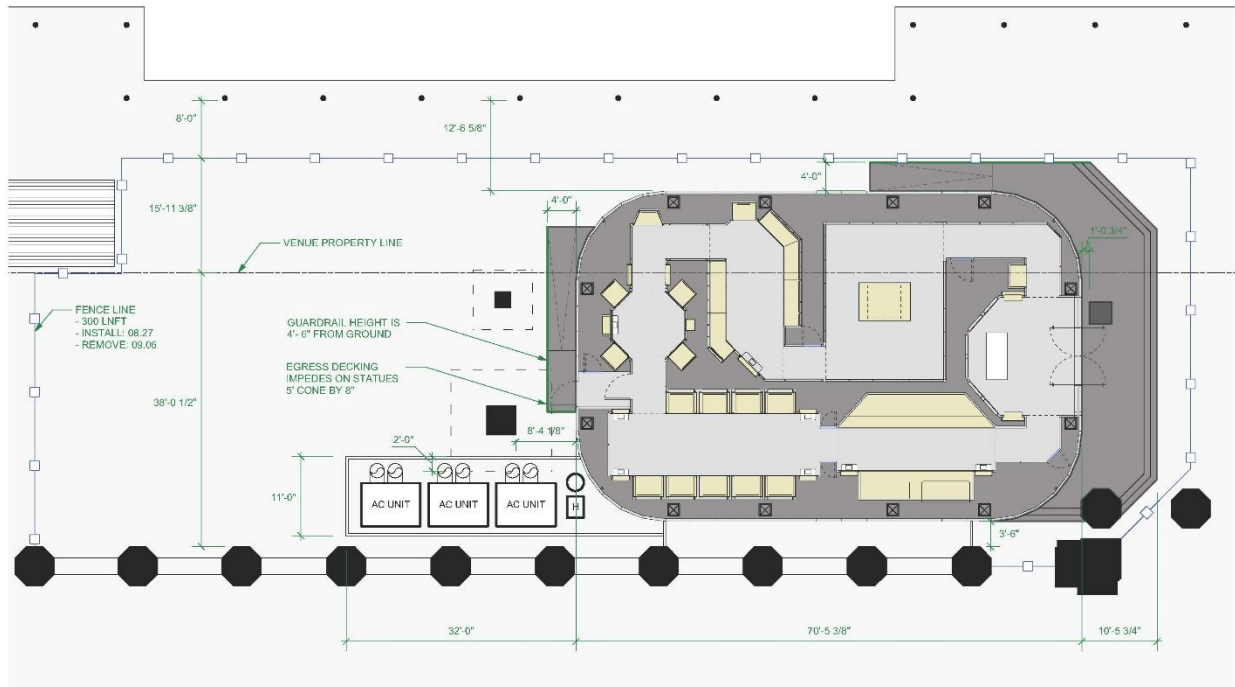 8'-0"
12'-6 5/8"
4'-0"
15'-11 3/8"
4'-0"
1'-0 3/4"
VENUE PROPERTY LINE
FENCE LINE
- 300 LNFT
- INSTALL: 08.27
- REMOVE: 09.06
GUARDRAIL HEIGHT IS
4'- 6" FROM GROUND
EGRESS DECKING
IMPEDES ON STATUES
5' CONE BY 8"
38'-0 1/2"
8'-4 1/8"
2'-0"
11'-0"
AC UNIT
AC UNIT
AC UNIT
H
3'-6"
32'-0"
70'-5 3/8"
10'-5 3/4"